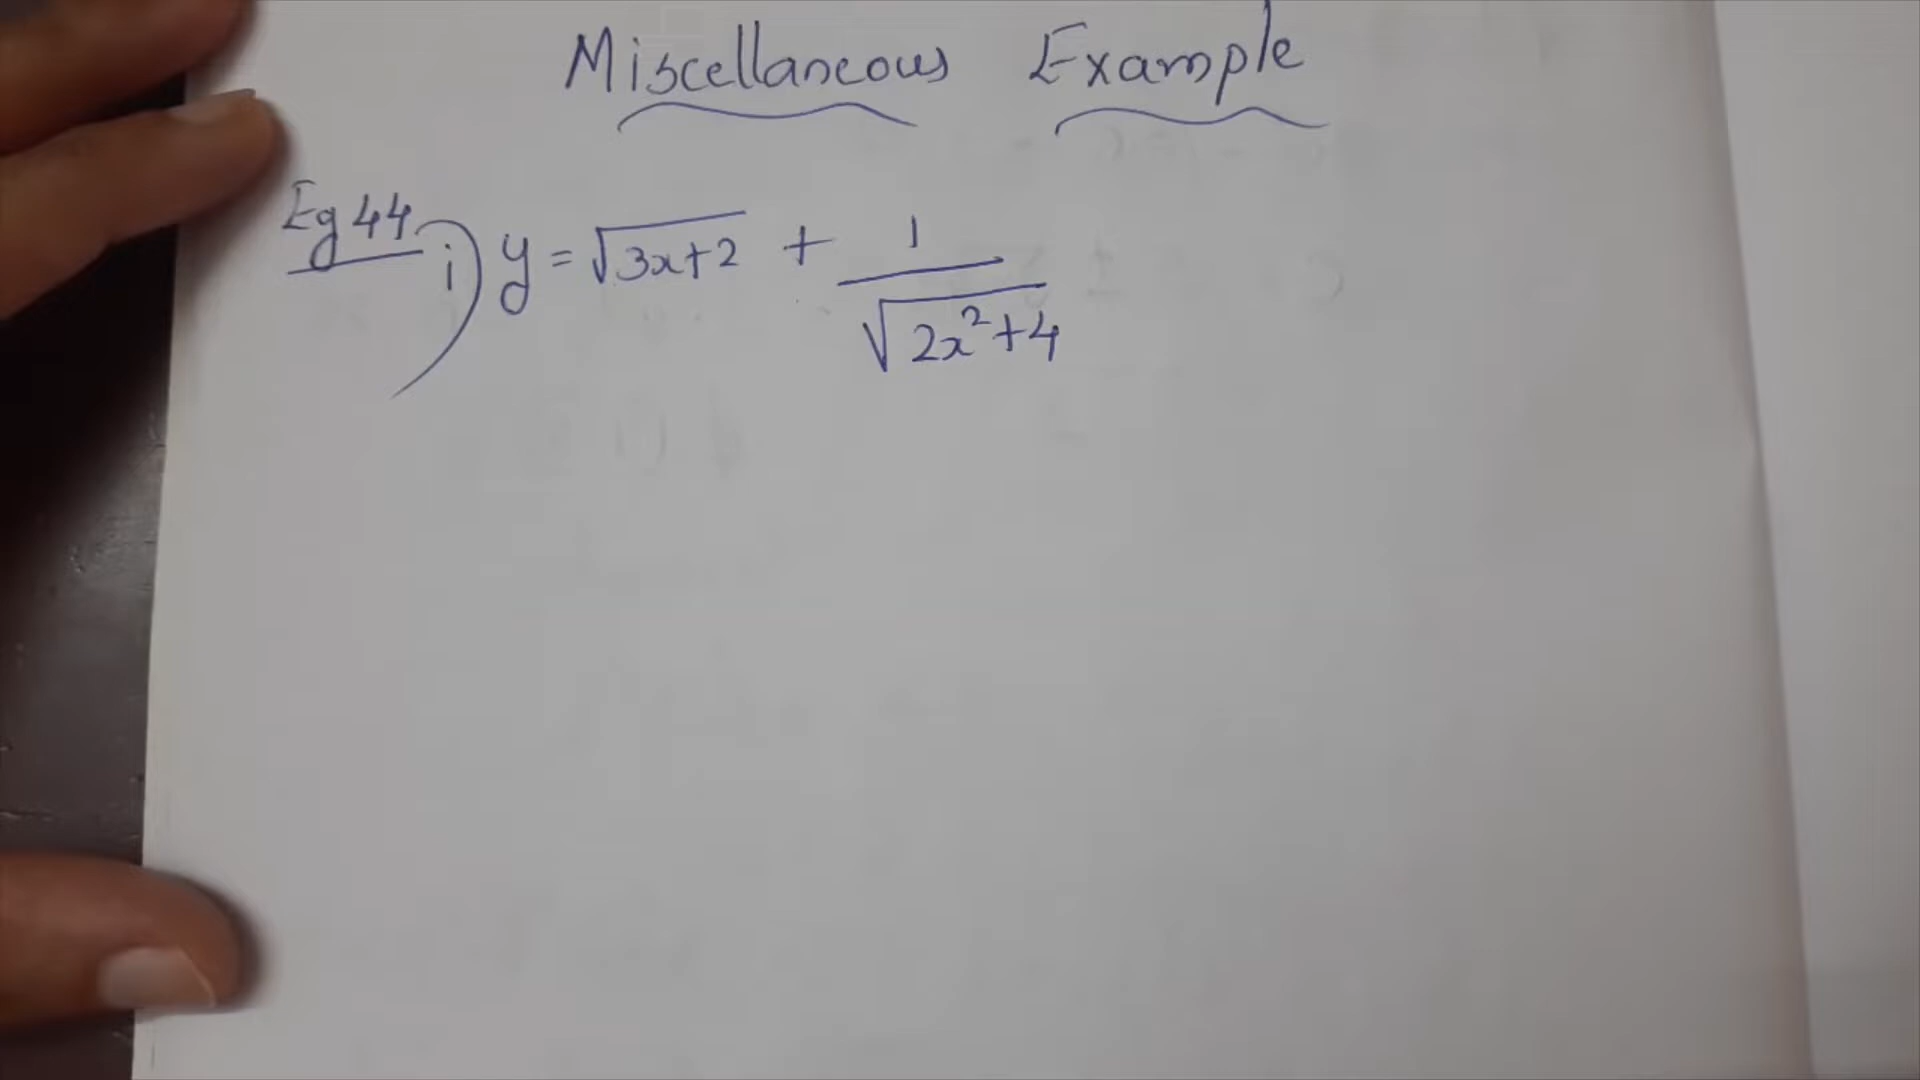 Miscellaneous Example
Eg 44 i) y = √3x+2 + 1/√2x²+4